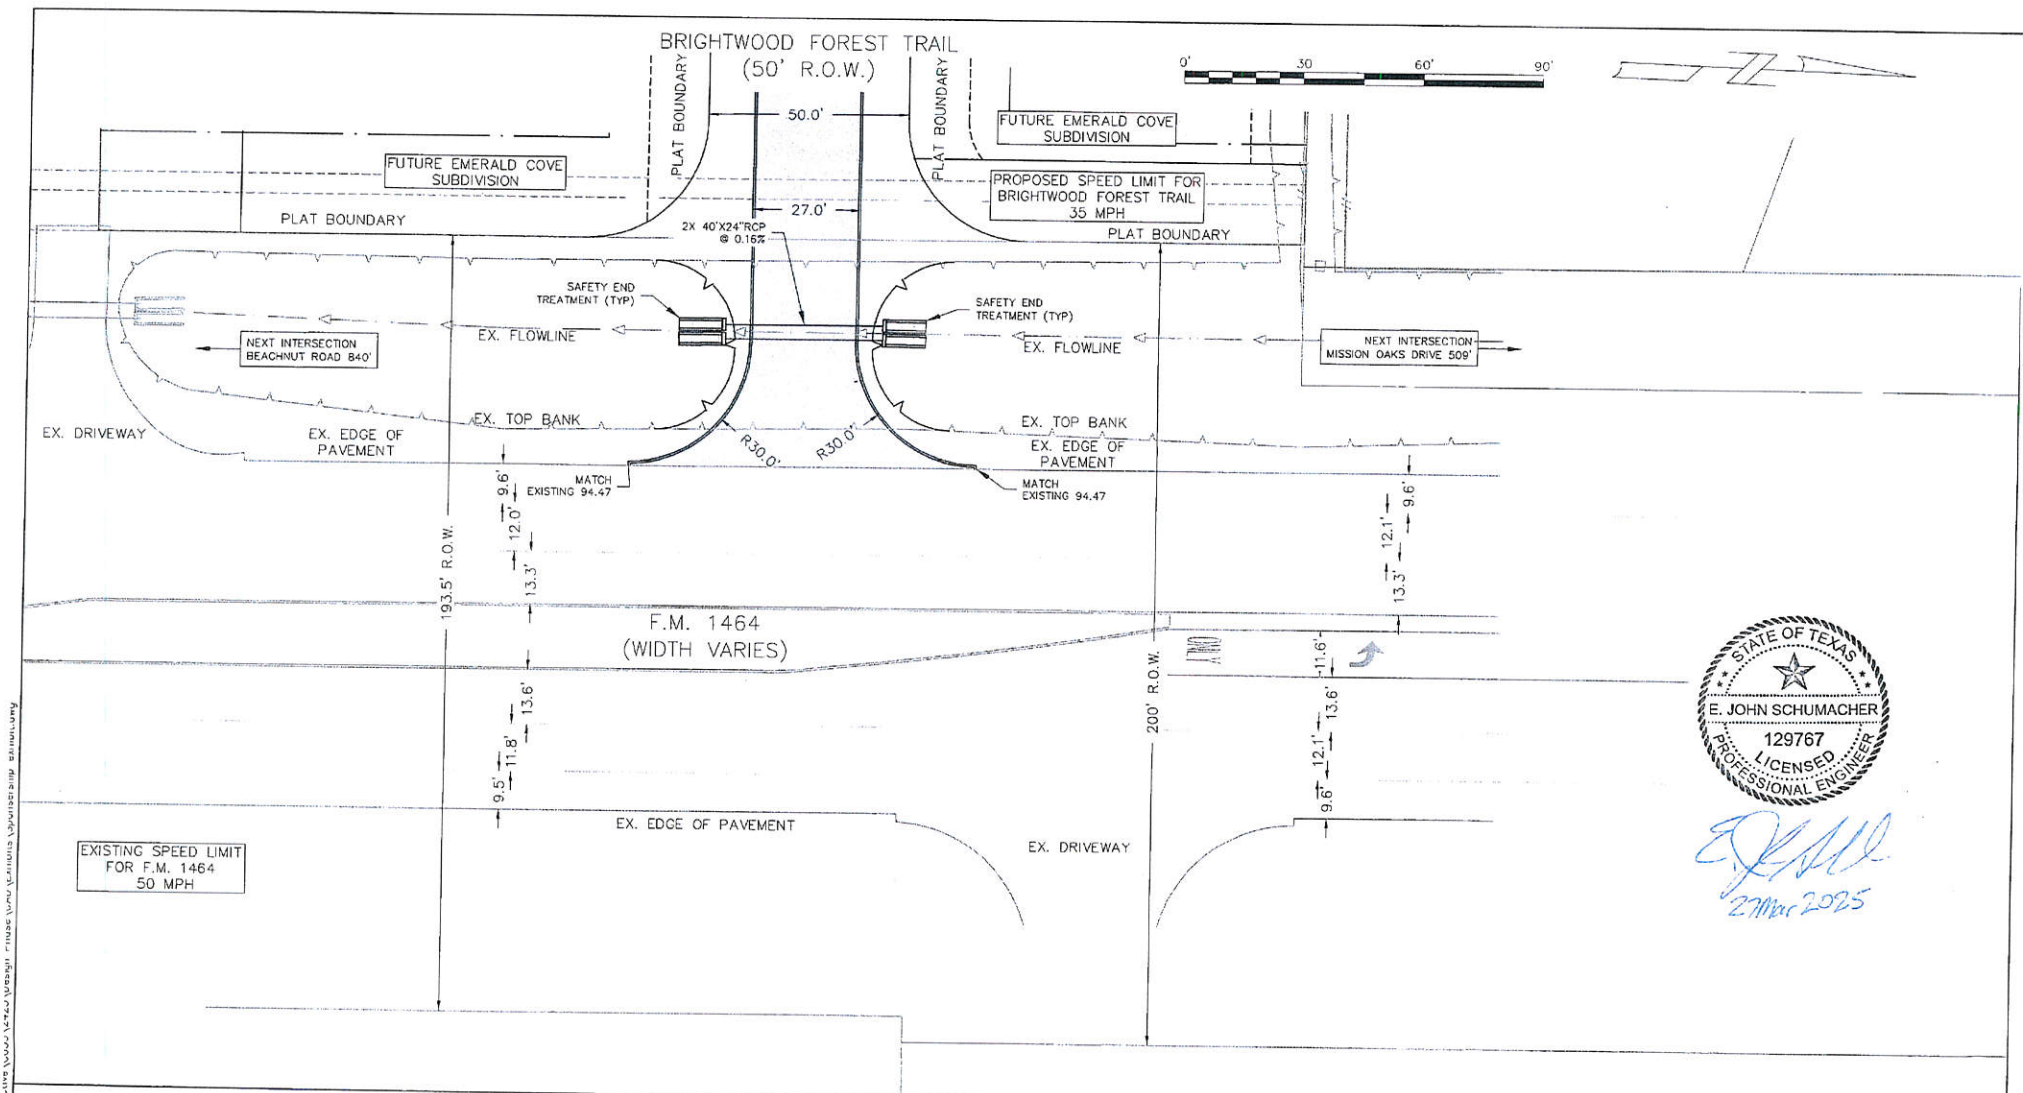 BRIGHTWOOD FOREST TRAIL
(50' R.O.W.)
0'
30
60'
90'
PLAT BOUNDARY
50.0'
PLAT BOUNDARY
FUTURE EMERALD COVE
SUBDIVISION
FUTURE EMERALD COVE
SUBDIVISION
PROPOSED SPEED LIMIT FOR
BRIGHTWOOD FOREST TRAIL
35 MPH
PLAT BOUNDARY
27.0'
2X 40'X24"RCP
@ 0.16%
PLAT BOUNDARY
SAFETY END
TREATMENT (TYP)
SAFETY END
TREATMENT (TYP)
EX. FLOWLINE
EX. FLOWLINE
NEXT INTERSECTION
BEACHNUT ROAD 840'
NEXT INTERSECTION
MISSION OAKS DRIVE 509'
EX. DRIVEWAY
EX. EDGE OF
PAVEMENT
EX. TOP BANK
R30.0'
R30.0'
EX. TOP BANK
EX. EDGE OF
PAVEMENT
MATCH
EXISTING 94.47
MATCH
EXISTING 94.47
9.6'
12.0'
13.3'
193.5' R.O.W.
9.6'
12.1'
13.3'
F.M. 1464
(WIDTH VARIES)
ONLY
11.6'
13.6'
12.1'
9.6'
200' R.O.W.
13.6'
11.8'
9.5'
EX. EDGE OF PAVEMENT
EX. DRIVEWAY
EXISTING SPEED LIMIT
FOR F.M. 1464
50 MPH
STATE OF TEXAS
E. JOHN SCHUMACHER
129767
LICENSED
PROFESSIONAL ENGINEER
27 Mar 2025